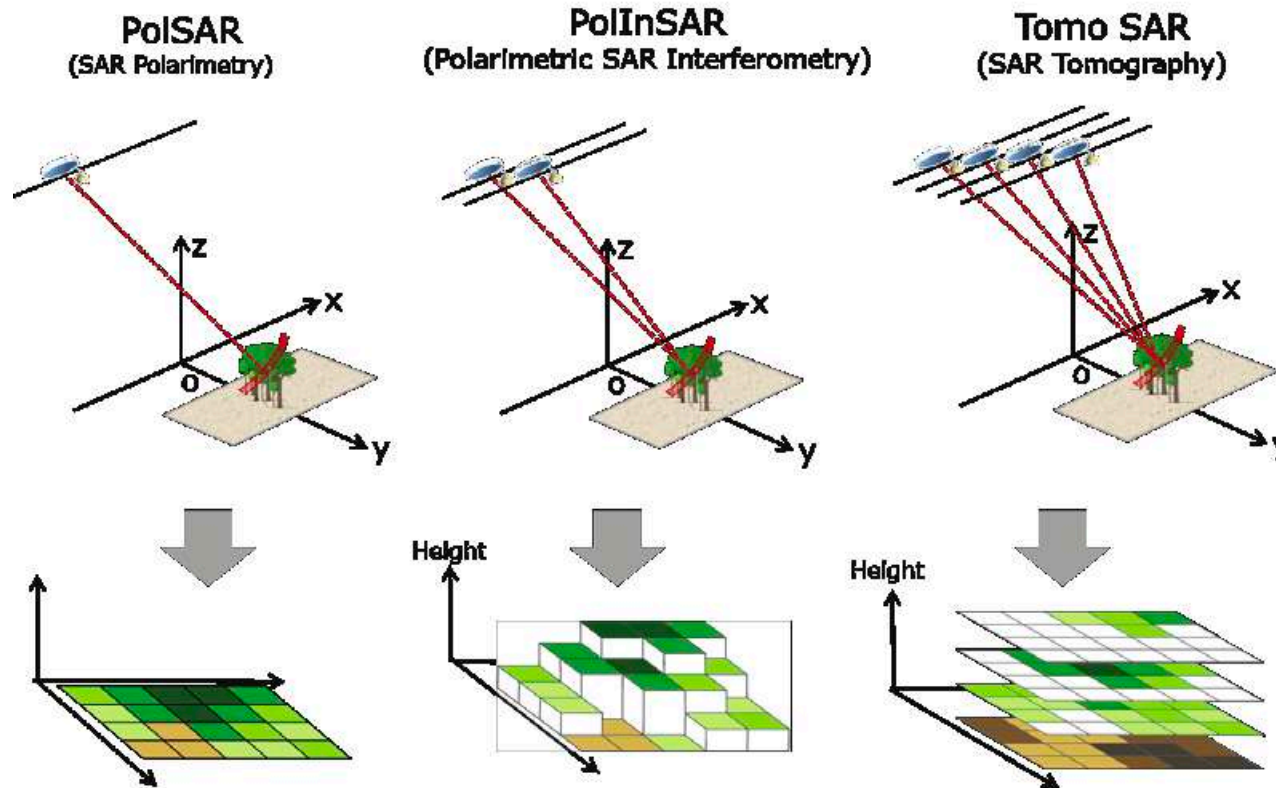 PolSAR
(SAR Polarimetry)
PolInSAR
(Polarimetric SAR Interferometry)
Tomo SAR
(SAR Tomography)
z
x
o
y
z
x
o
y
z
x
o
y
Height
Height